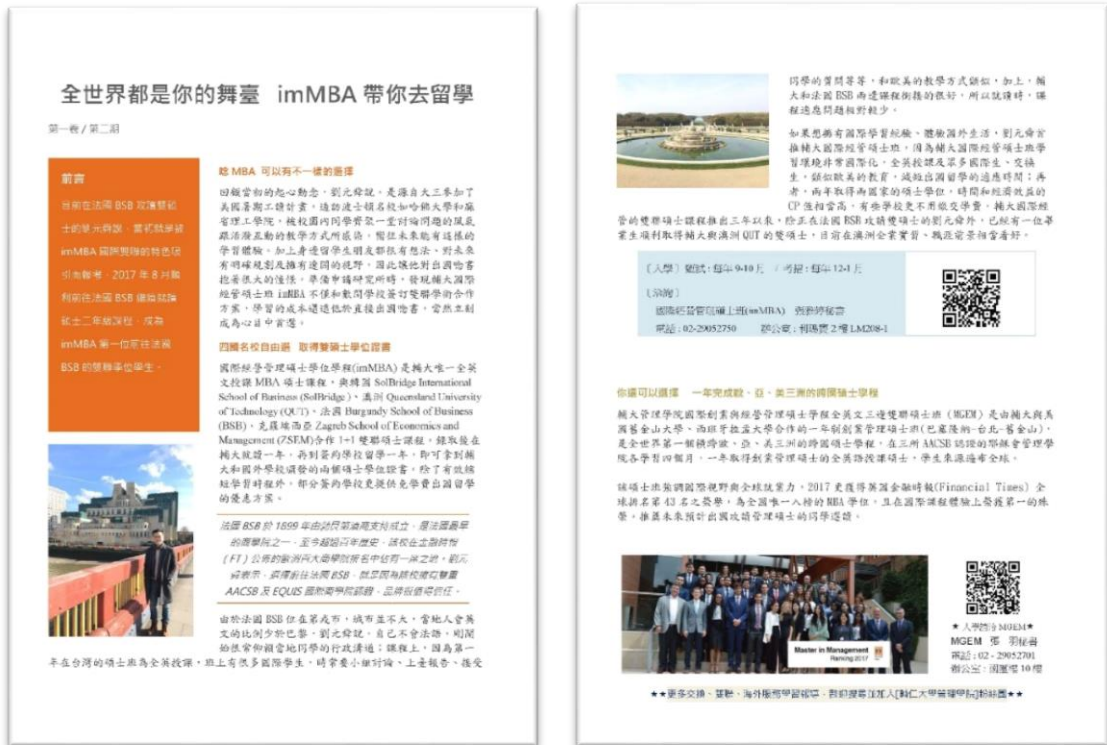 全世界都是你的舞臺 imMBA 帶你去留學
第一卷 / 第二期
前言
目前在法國 BSB 攻讀雙碩
士的劉元舜說,當初就是被
imMBA 國際雙聯的特色吸
引來報考,2017 年 8 月順
利前往法國 BSB 繼續就讀
碩士二年級課程,成為
imMBA 第一位前往法國
BSB 的雙聯學位學生。
唸 MBA 可以有不一樣的選擇
回顧當初的起心動念,劉元舜說,是源自大三參加了
美國暑期工讀計畫,造訪波士頓名校如哈佛大學和麻
省理工學院,被校園內同學齊聚一堂討論問題的風氣
跟活潑互動的教學方式所感染,嚮往未來能有這樣的
學習體驗,加上身邊留學生朋友都很有想法、對未來
有明確規劃及擁有遼闊的視野,因此讓他對出國唸書
抱著很大的憧憬。準備申請研究所時,發現輔大國際
經管碩士班 imMBA 不僅和數間學校簽訂雙聯學術合作
方案,學習的成本還遠低於直接出國唸書,當然立刻
成為心目中首選。
四國名校自由選 取得雙碩士學位證書
國際經營管理碩士學位學程(imMBA) 是輔大唯一全英
文授課 MBA 碩士課程,與韓國 SolBridge International
School of Business (SolBridge)、澳洲 Queensland University
of Technology (QUT)、法國 Burgundy School of Business
(BSB)、克羅埃西亞 Zagreb School of Economics and
Management (ZSEM)合作 1+1 雙聯碩士課程,錄取後在
輔大就讀一年,再到簽約學校留學一年,即可拿到輔
大和國外學校頒發的兩個碩士學位證書。除了有效縮
短學習時程外,部分簽約學校更提供免學費出國留學
的優惠方案。
法國 BSB 於 1899 年由勃艮第酒商支持成立,是法國最早
的商學院之一,至今超過百年歷史,該校在金融時報
(FT) 公佈的歐洲百大商學院排名中佔有一席之地。劉元
舜表示,選擇前往法國 BSB,就是因為該校擁有雙重
AACSB 及 EQUIS 國際商學院認證,品牌很值得信任。
由於法國 BSB 位在第戎市,城市並不大,當地人會英
文的比例少於巴黎,劉元舜說,自己不會法語,剛開
始很常仰賴當地同學的行政溝通;課程上,因為第一
年在台灣的碩士班為全英授課,班上有很多國際學生,時常要小組討論、上臺報告、接受
同學的質問等等,和歐美的教學方式類似,加上,輔
大和法國 BSB 兩邊課程銜接的很好,所以就讀時,課
程適應問題相對較少。
如果想擁有國際學習經驗、體驗國外生活,劉元舜首
推輔大國際經管碩士班,因為輔大國際經管碩士班學
習環境非常國際化,全英授課及眾多國際生、交換
生,類似歐美的教育,減短出國留學的適應時間;再
者,兩年取得兩國家的碩士學位,時間和經濟效益的
CP 值相當高,有些學校免不用繳交學費。輔大國際經
管的雙聯碩士課程推出三年以來,除正在法國 BSB 攻讀雙碩士的劉元舜外,已經有一位畢
業生順利取得輔大與澳洲 QUT 的雙碩士,目前在澳洲企業實習、職涯前景相當看好。
〔入學〕 甄試:每年 9-10 月 / 考招:每年 12-1 月
〔洽詢〕
國際經營管理碩士班(imMBA) 張雅婷秘書
電話:02-29052750 辦公室:利瑪竇 2 樓 LM208-1
你還可以選擇 一年完成歐、亞、美三洲的跨國碩士學程
輔大管理學院國際創業與經營管理碩士學程全英文三邊雙聯碩士班 (MGEM) 是由輔大與美
國舊金山大學、西班牙拉蒙大學合作的一年制創業管理碩士班(巴塞隆納-台北-舊金山),
是全世界第一個橫跨歐、亞、美三洲的跨國碩士學程,在三所 AACSB 認證的耶穌會管理學
院各學習四個月,一年取得創業管理碩士的全英語授課碩士,學生來源遍布全球。
該碩士班強調國際視野與全球就業力,2017 更獲得英國金融時報(Financial Times) 全
球排名第 43 名之榮譽,為全國唯一入榜的 MBA 學位,且在國際課程體驗上榮獲第一的殊
榮。推薦未來預計出國攻讀管理碩士的同學選讀。
Master in Management
Ranking 2017
★ 入學諮詢 MGEM★
MGEM 張 羽秘書
電話:02 - 29052701
辦公室:國璽樓 10 樓
★★更多交換、雙聯、海外服務學習報導,歡迎搜尋並加入[輔仁大學管理學院]粉絲團★★